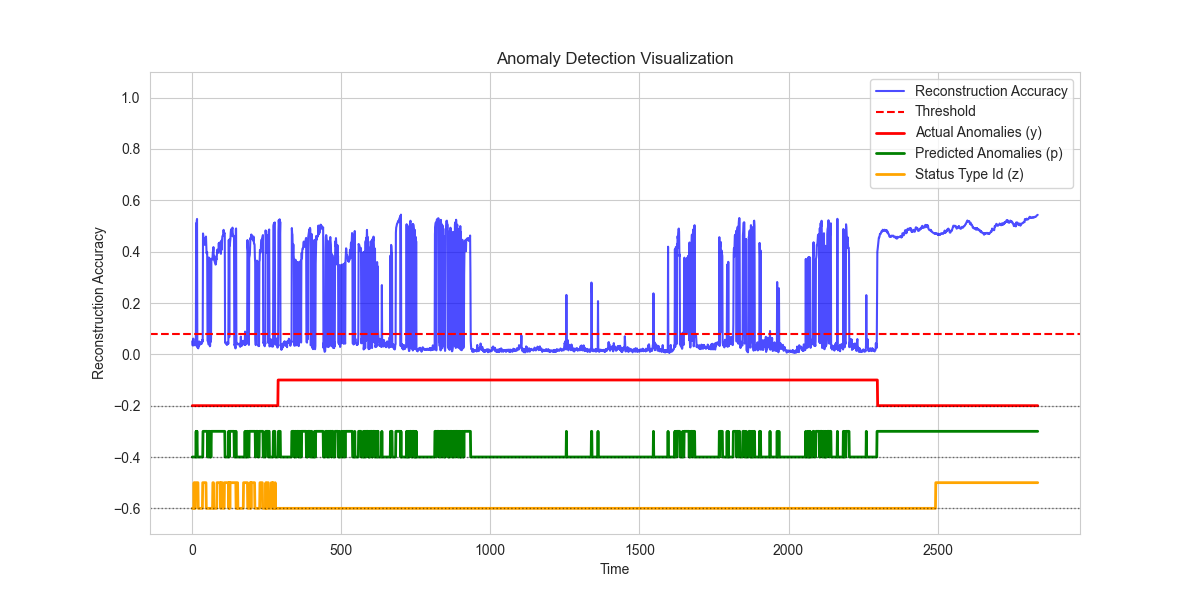 Anomaly Detection Visualization
Reconstruction Accuracy
Threshold
Actual Anomalies (y)
Predicted Anomalies (p)
Status Type Id (z)
Reconstruction Accuracy
1.0
0.8
0.6
0.4
0.2
0.0
−0.2
−0.4
−0.6
0 500 1000 1500 2000 2500
Time